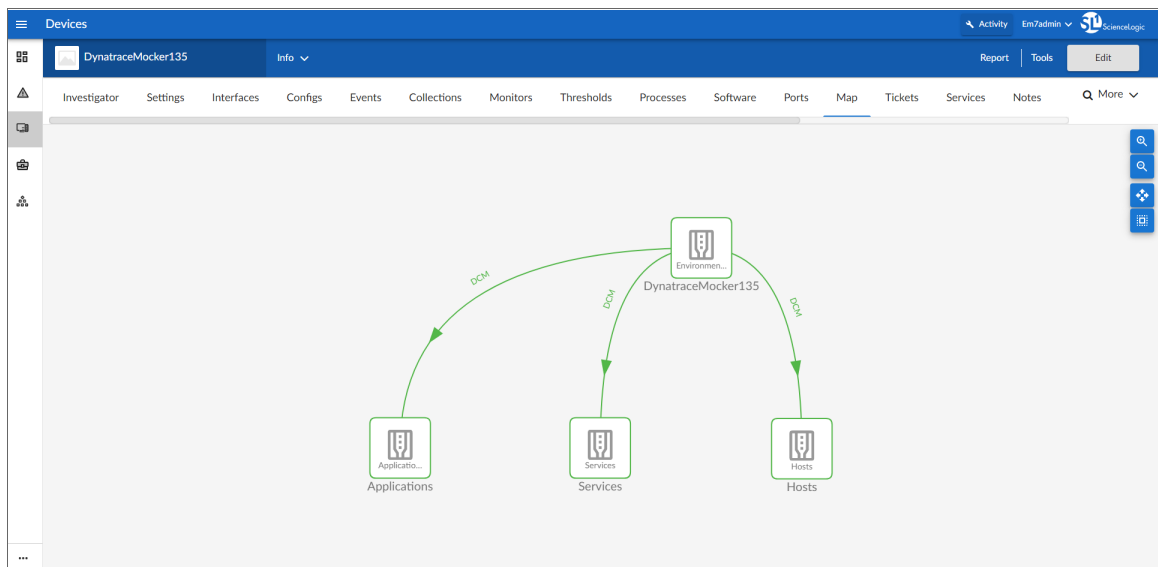 Devices
Activity
Em7admin
SL ScienceLogic
DynatraceMocker135
Info
Report
Tools
Edit
Investigator
Settings
Interfaces
Configs
Events
Collections
Monitors
Thresholds
Processes
Software
Ports
Map
Tickets
Services
Notes
More
Environmen...
DynatraceMocker135
DCM
DCM
DCM
Applicatio...
Applications
Services
Services
Hosts
Hosts
...